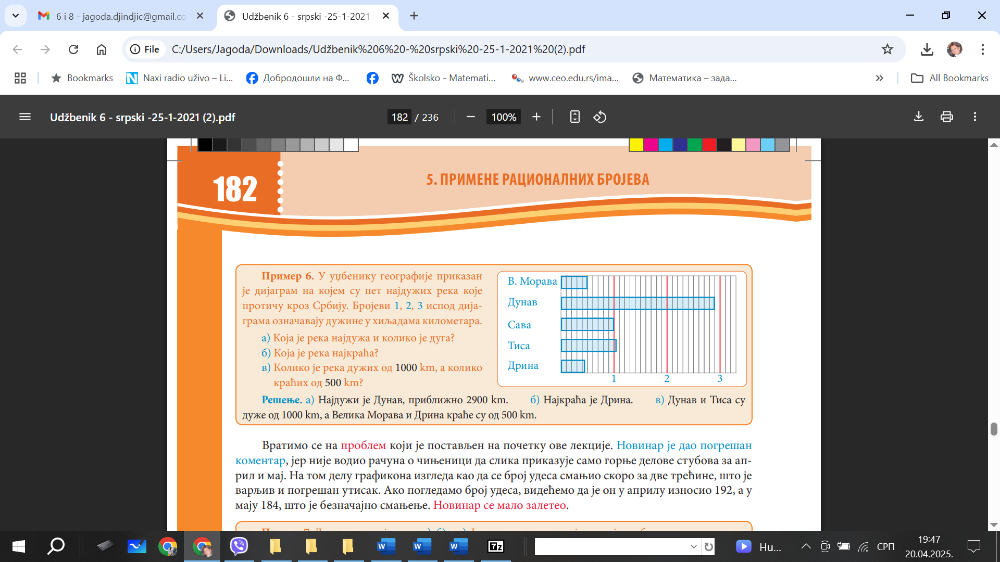 6 i 8 - jagoda.djindjic@gmail.co
Udžbenik 6 - srpski -25-1-2021
File
C:/Users/Jagoda/Downloads/Udžbenik%206%20-%20srpski%20-25-1-2021%20(2).pdf
Bookmarks
Naxi radio uživo – Li...
Добродошли на Ф...
Školsko - Matemati...
www.ceo.edu.rs/ima...
Математика – зада...
All Bookmarks
Udžbenik 6 - srpski -25-1-2021 (2).pdf
182 / 236
100%
182
5. ПРИМЕНЕ РАЦИОНАЛНИХ БРОЈЕВА
Пример 6. У уџбенику географије приказан
је дијаграм на којем су пет најдужих река које
протичу кроз Србију. Бројеви 1, 2, 3 испод дија-
грама означавају дужине у хиљадама километара.
а) Која је река најдужа и колико је дуга?
б) Која је река најкраћа?
в) Колико је река дужих од 1000 km, а колико
краћих од 500 km?
В. Морава
Дунав
Сава
Тиса
Дрина
1 2 3
Решење. а) Најдужи је Дунав, приближно 2900 km. б) Најкраћа је Дрина. в) Дунав и Тиса су
дуже од 1000 km, а Велика Морава и Дрина краће су од 500 km.
Вратимо се на проблем који је постављен на почетку ове лекције. Новинар је дао погрешан
коментар, јер није водио рачуна о чињеници да слика приказује само горње делове стубова за ап-
рил и мај. На том делу графикона изгледа као да се број удеса смањио скоро за две трећине, што је
варљив и погрешан утисак. Ако погледамо број удеса, видећемо да је он у априлу износио 192, а у
мају 184, што је безначајно смањење. Новинар се мало залетео.
Hu...
СРП
19:47
20.04.2025.